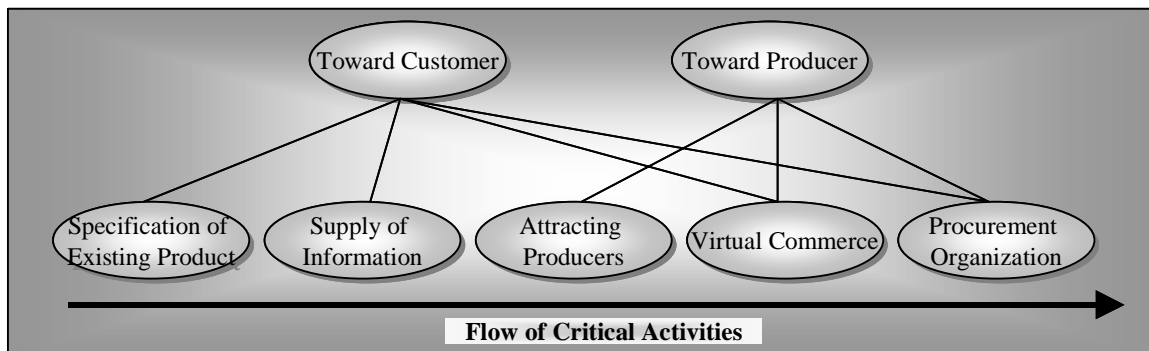 Toward Customer
Toward Producer
Specification of
Existing Product
Supply of
Information
Attracting
Producers
Virtual Commerce
Procurement
Organization
Flow of Critical Activities